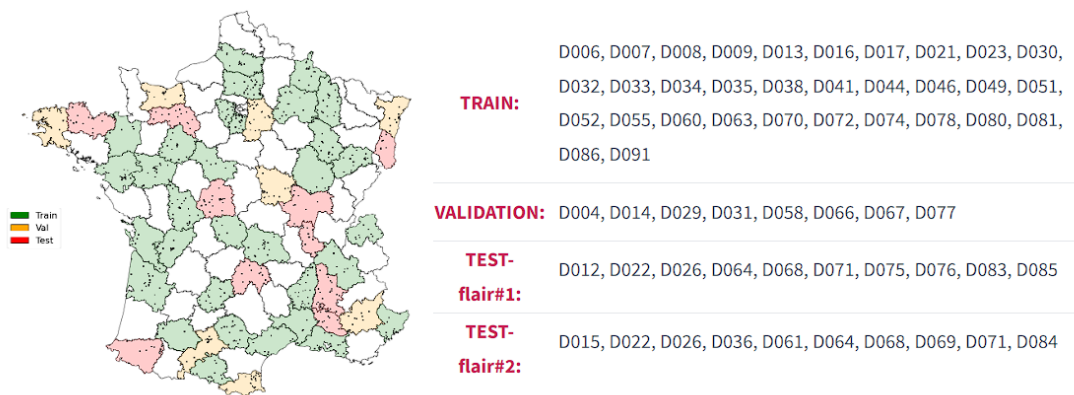 Train
Val
Test
TRAIN:
D006, D007, D008, D009, D013, D016, D017, D021, D023, D030,
D032, D033, D034, D035, D038, D041, D044, D046, D049, D051,
D052, D055, D060, D063, D070, D072, D074, D078, D080, D081,
D086, D091
VALIDATION:
D004, D014, D029, D031, D058, D066, D067, D077
TEST-
flair#1:
D012, D022, D026, D064, D068, D071, D075, D076, D083, D085
TEST-
flair#2:
D015, D022, D026, D036, D061, D064, D068, D069, D071, D084